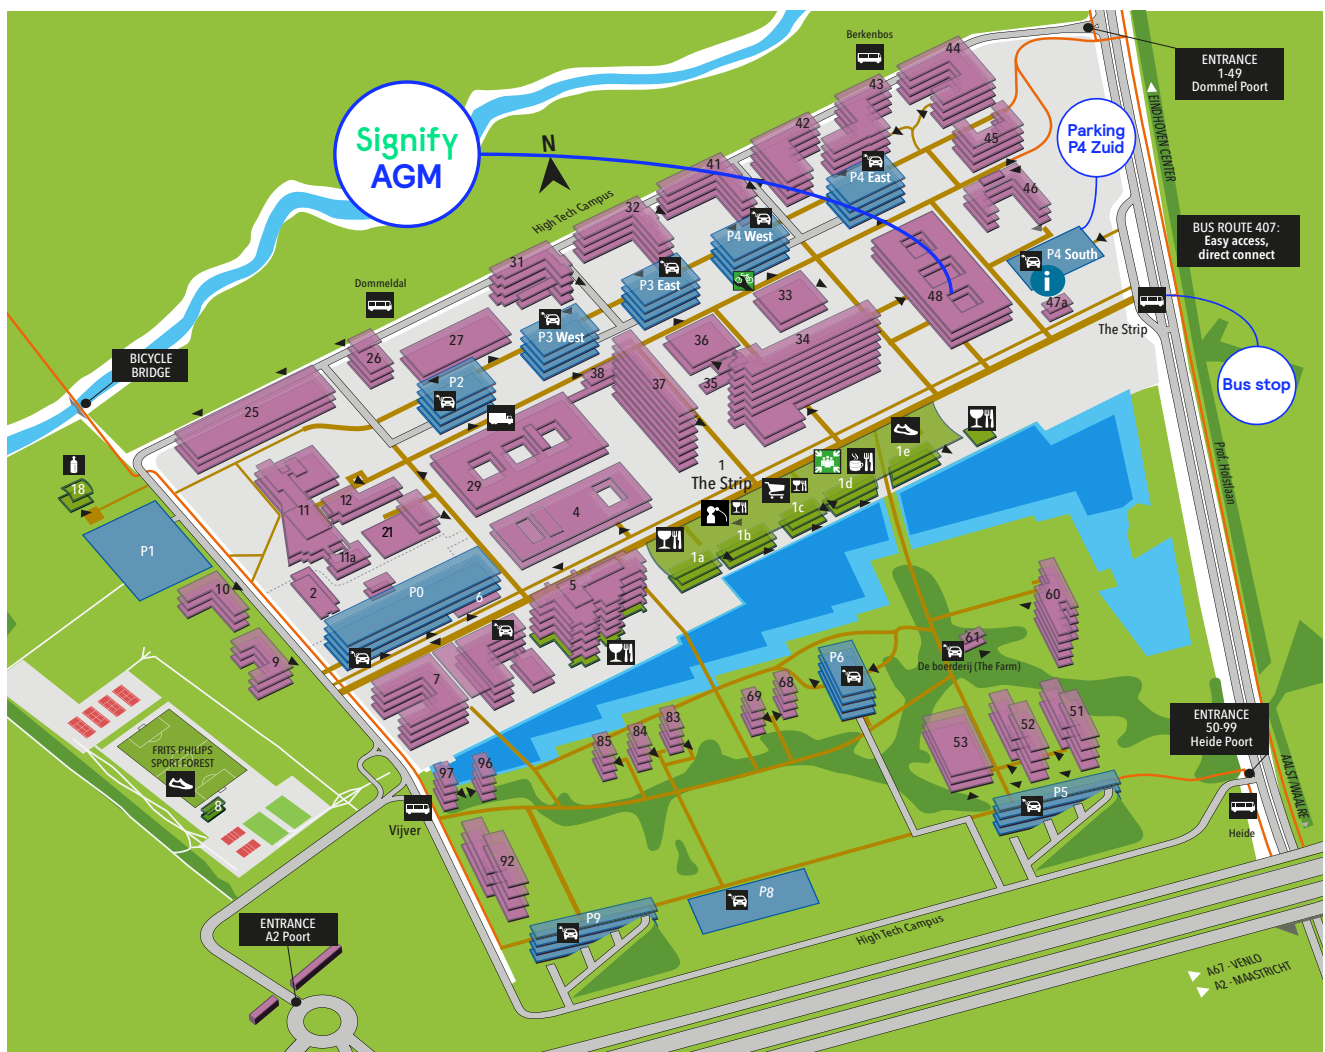 Berkenbos
44
ENTRANCE
1-49
Dommel Poort
43
EINDHOVEN CENTER
Signify
AGM
N
42
45
Parking
P4 Zuid
41
P4 East
46
High Tech Campus
32
P4 West
BUS ROUTE 407:
Easy access,
direct connect
31
P3 East
P4 South
i
Dommeldal
33
48
47a
The Strip
27
P3 West
36
34
26
BICYCLE
BRIDGE
P2
38
37
35
Bus stop
25
1
The Strip
1e
Prof. Holstlaan
18
29
1d
12
11
4
1c
21
1b
P1
11a
1a
10
2
P0
6
5
60
9
61
De boerderij (The Farm)
P6
7
68
69
51
52
53
83
84
85
ENTRANCE
50-99
Heide Poort
FRITS PHILIPS
SPORT FOREST
97
96
8
P5
AALST/WAALRE
Vijver
Heide
92
P8
P9
ENTRANCE
A2 Poort
High Tech Campus
A67 - VENLO
A2 - MAASTRICHT